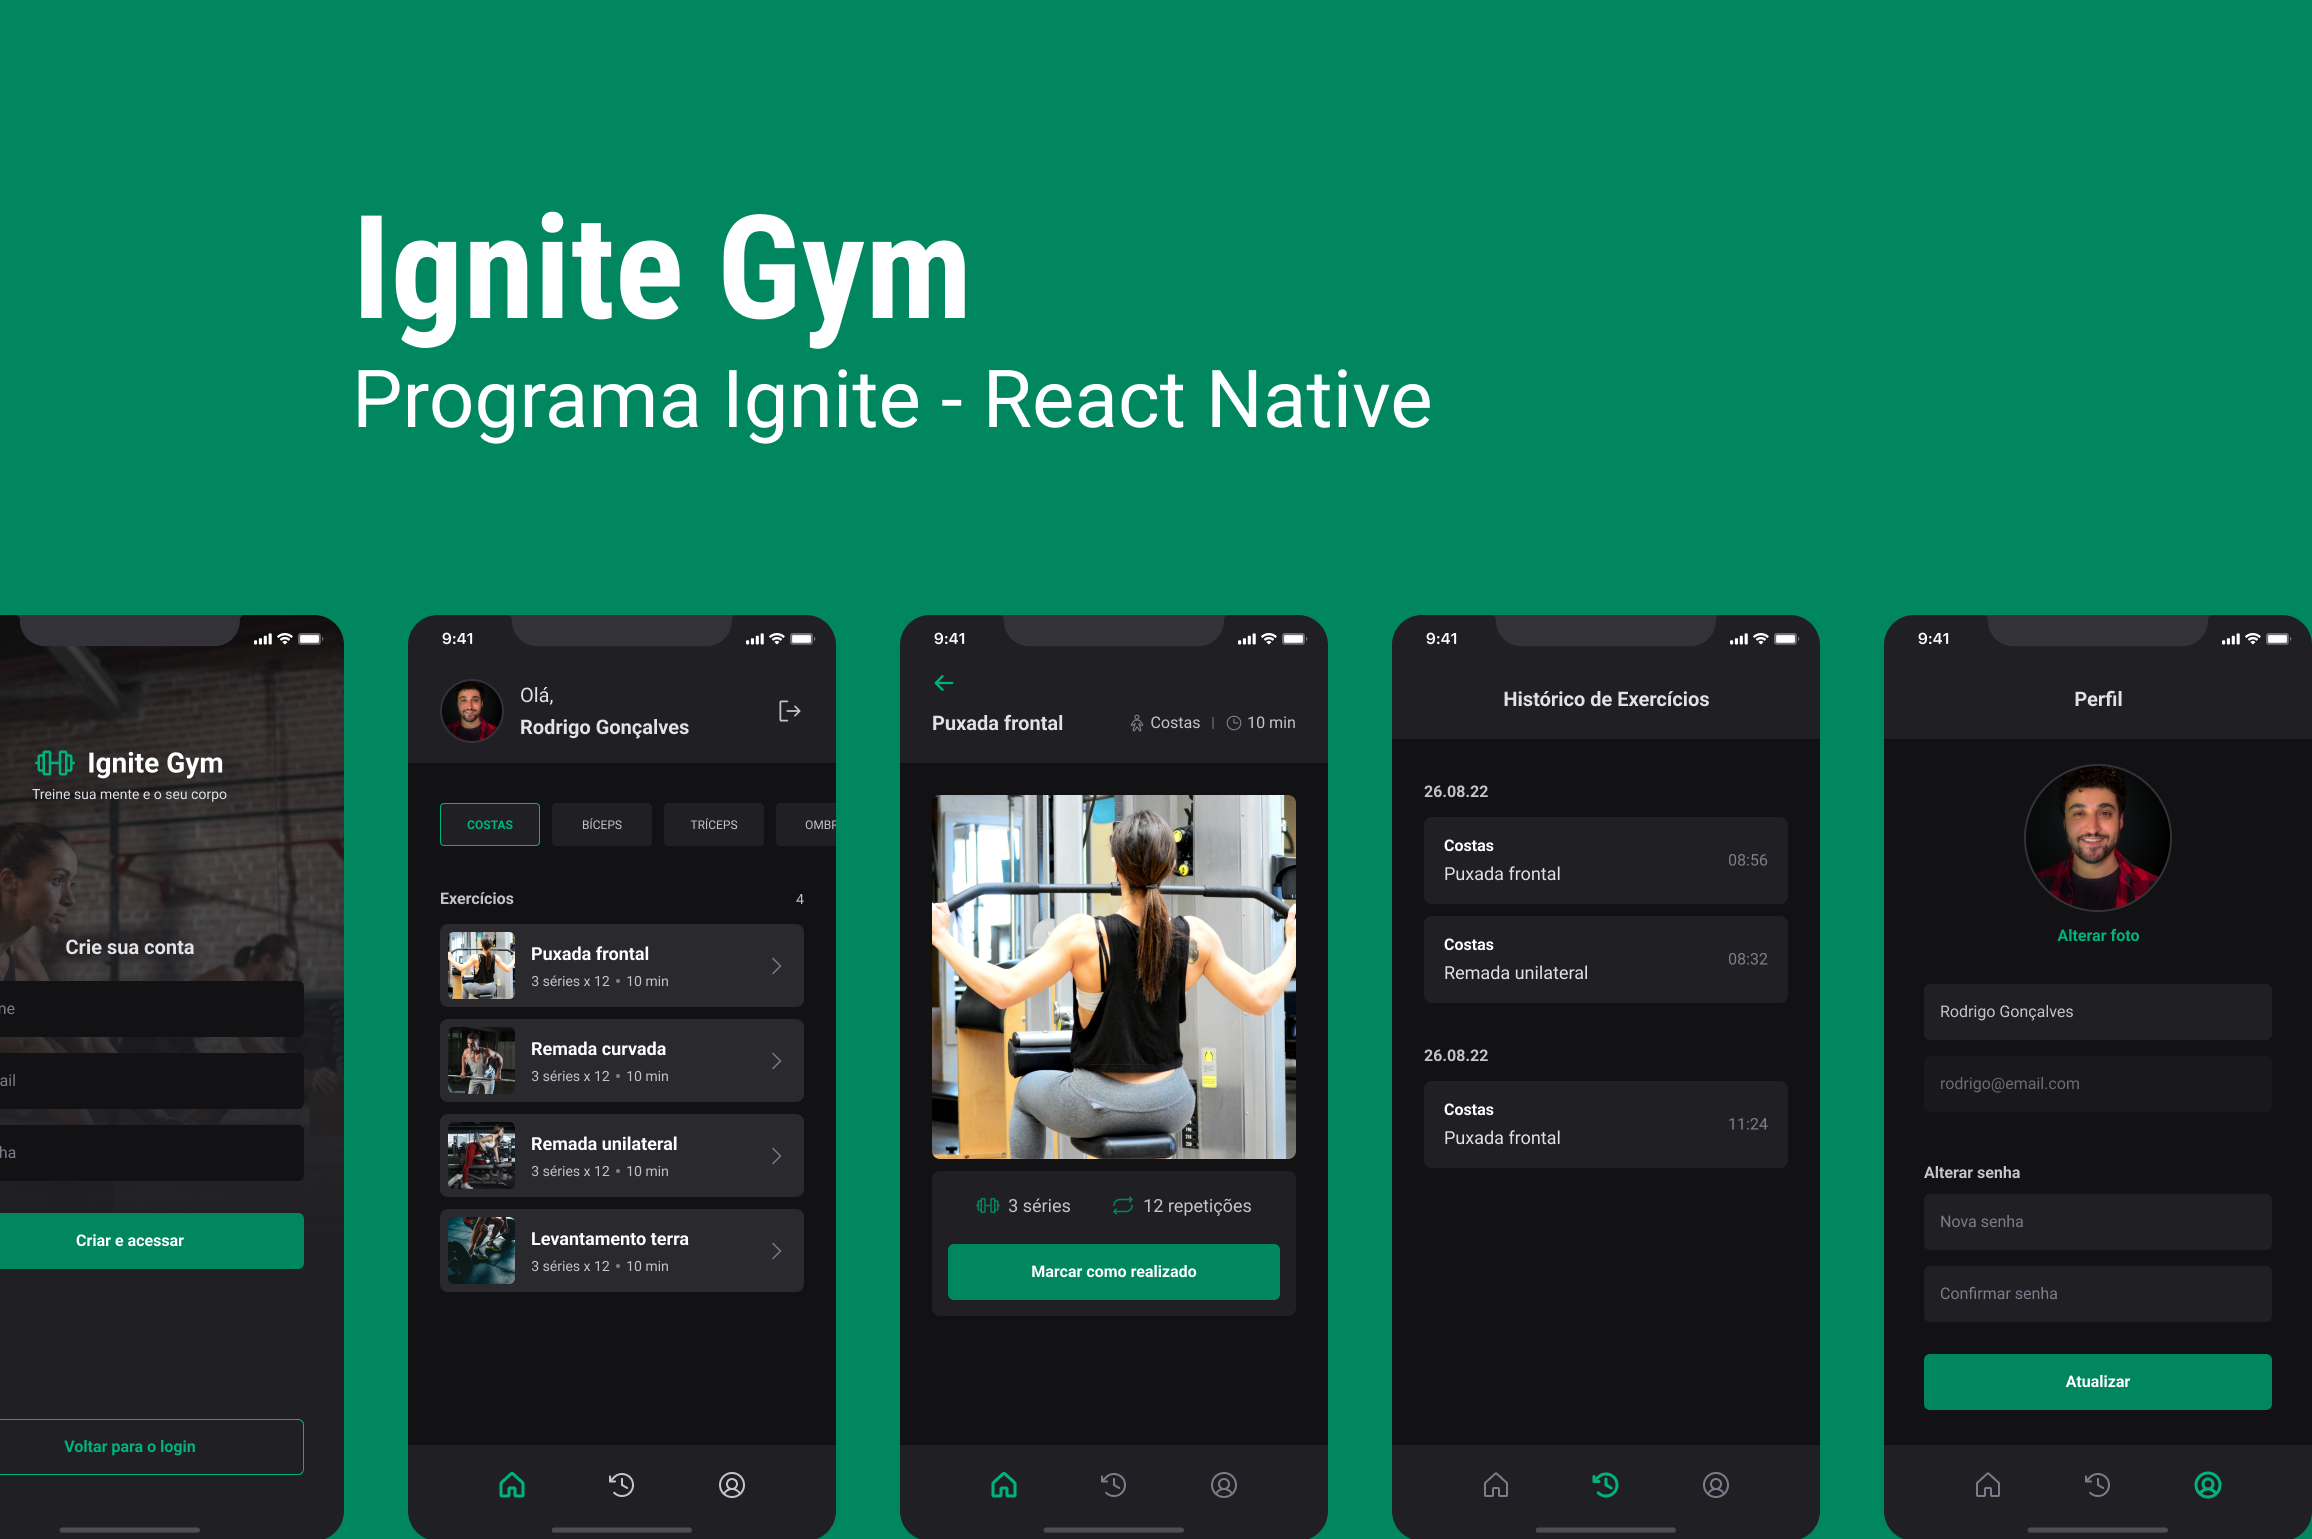 Ignite Gym
Programa Ignite - React Native
Ignite Gym
Treine sua mente e o seu corpo
Crie sua conta
Criar e acessar
Voltar para o login
9:41
Olá,
Rodrigo Gonçalves
COSTAS
BÍCEPS
TRÍCEPS
OMBR
Exercícios
4
Puxada frontal
3 séries x 12 • 10 min
Remada curvada
3 séries x 12 • 10 min
Remada unilateral
3 séries x 12 • 10 min
Levantamento terra
3 séries x 12 • 10 min
9:41
Puxada frontal
Costas | 10 min
3 séries
12 repetições
Marcar como realizado
9:41
Histórico de Exercícios
26.08.22
Costas
Puxada frontal
08:56
Costas
Remada unilateral
08:32
26.08.22
Costas
Puxada frontal
11:24
9:41
Perfil
Alterar foto
Rodrigo Gonçalves
rodrigo@email.com
Alterar senha
Nova senha
Confirmar senha
Atualizar